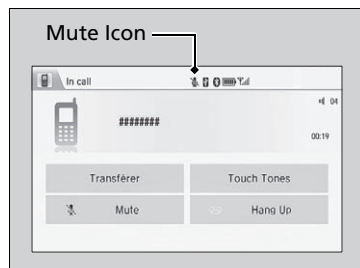 Mute Icon
In call
04
########
00:19
Transférer
Touch Tones
Mute
Hang Up